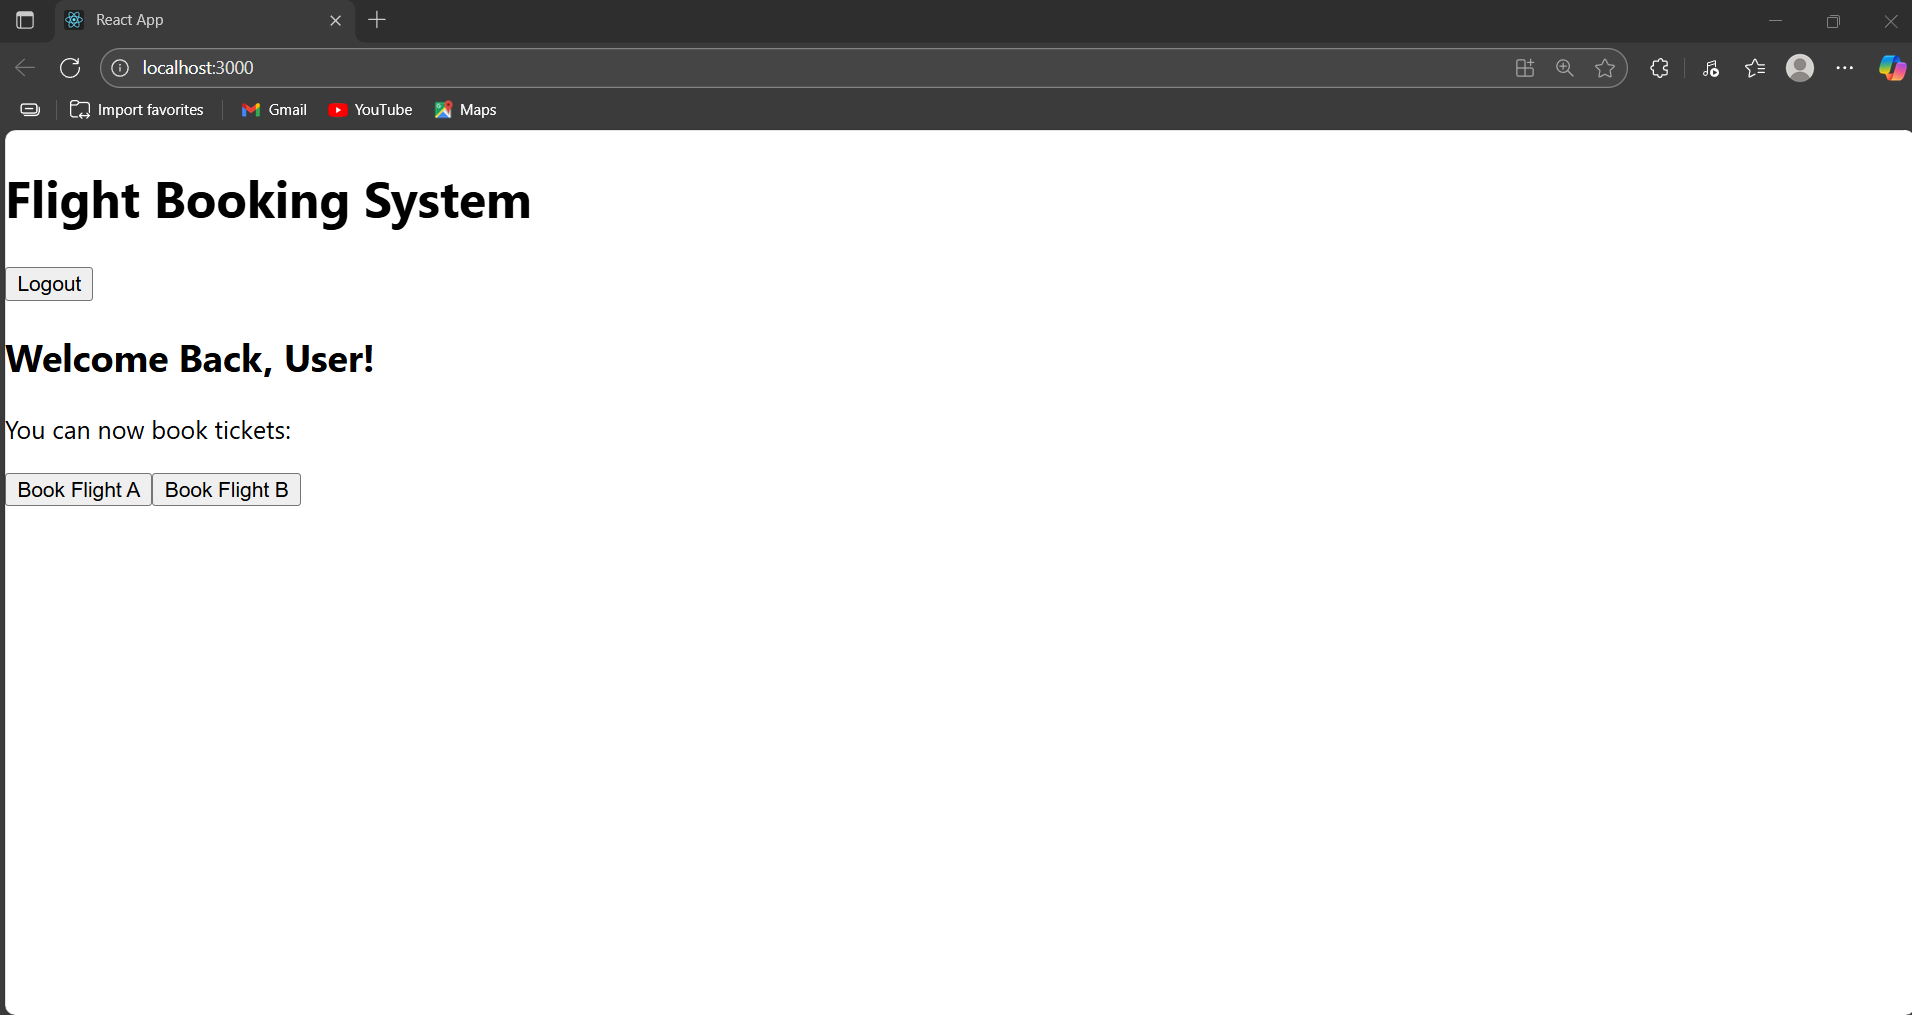 React App
localhost:3000
Import favorites Gmail YouTube Maps
Flight Booking System
Logout
Welcome Back, User!
You can now book tickets:
Book Flight A Book Flight B